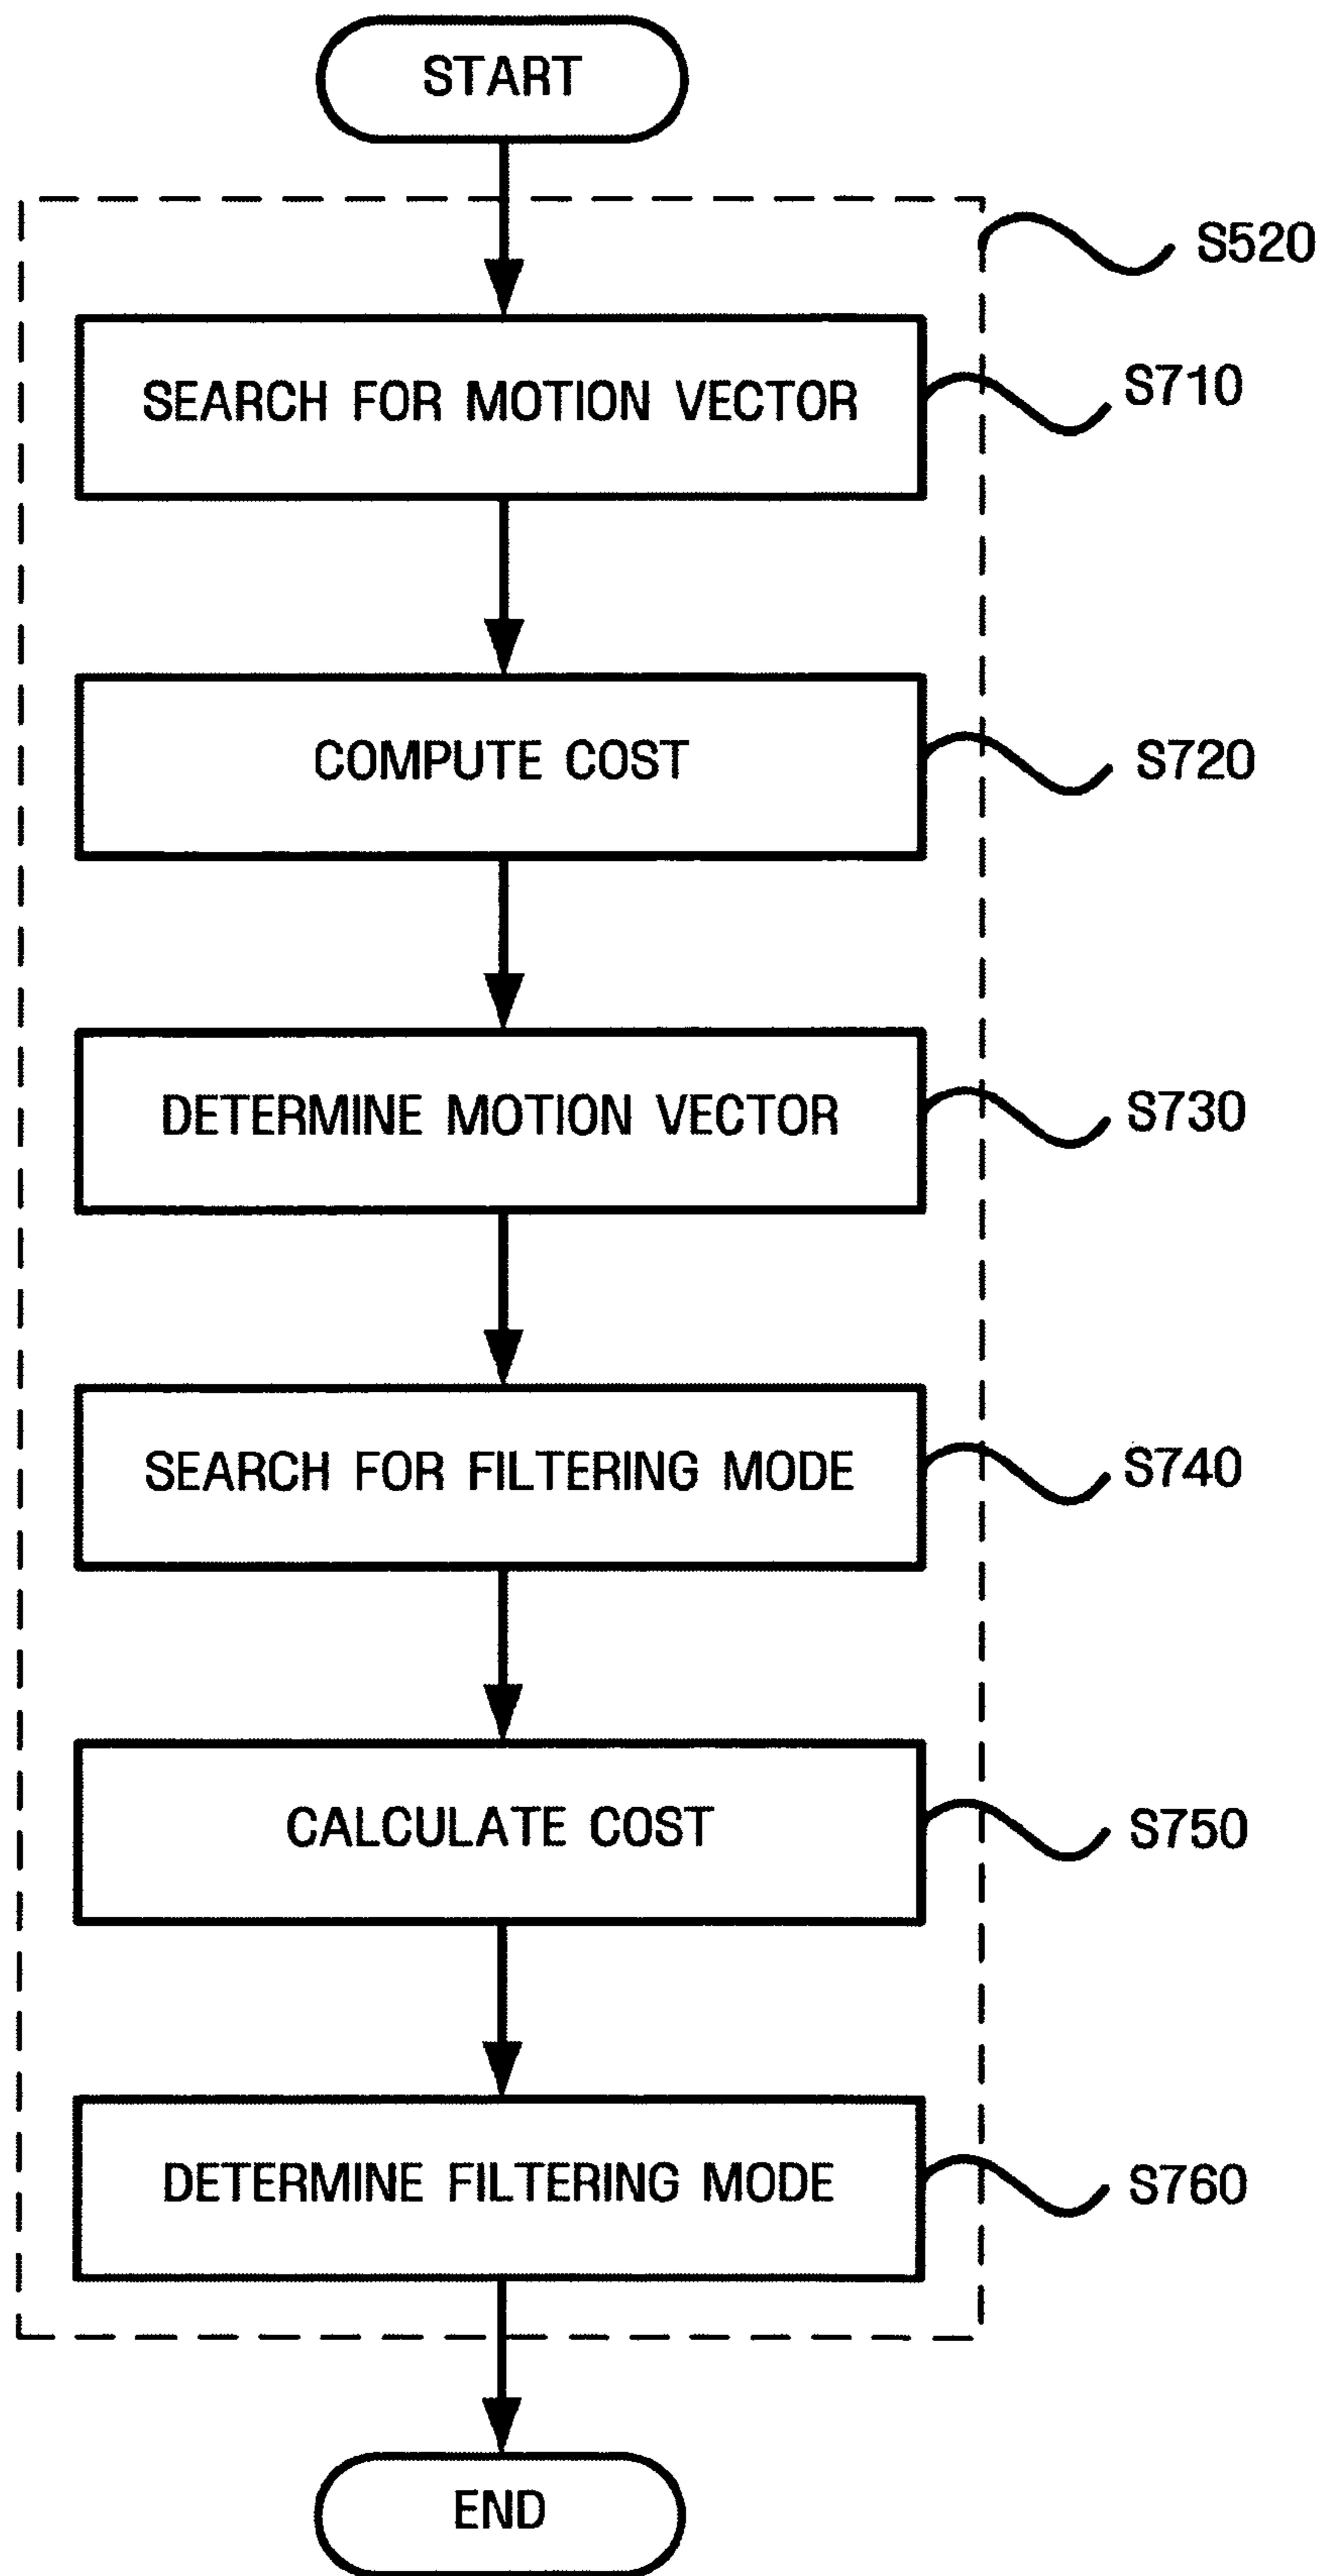 START
S520
SEARCH FOR MOTION VECTOR
S710
COMPUTE COST
S720
DETERMINE MOTION VECTOR
S730
SEARCH FOR FILTERING MODE
S740
CALCULATE COST
S750
DETERMINE FILTERING MODE
S760
END